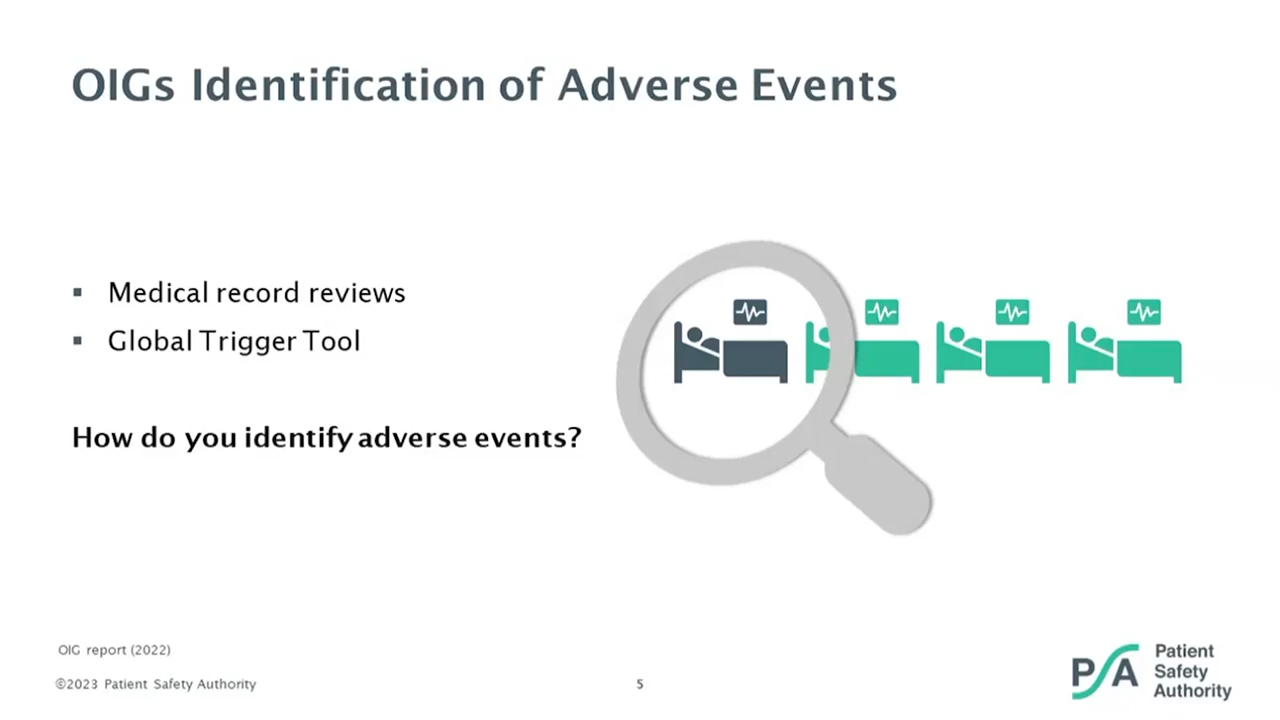 OIGs Identification of Adverse Events
▪ Medical record reviews
▪ Global Trigger Tool
How do you identify adverse events?
OIG report (2022)
©2023 Patient Safety Authority
5
PSA
Patient
Safety
Authority